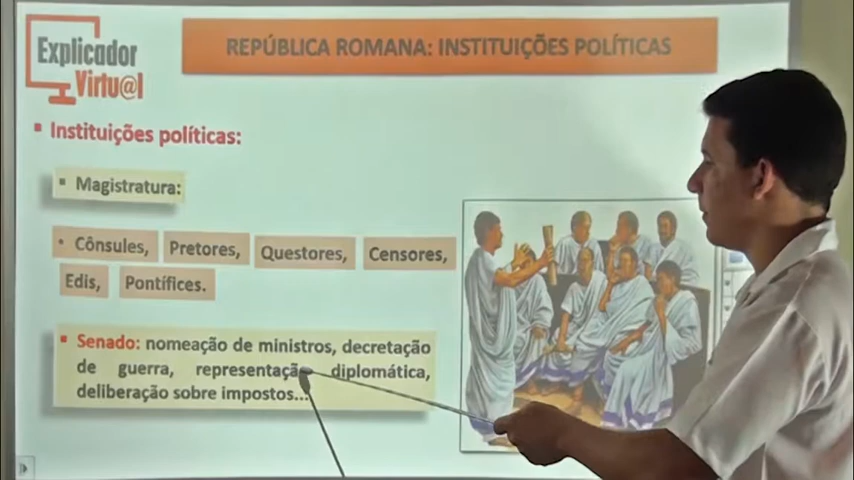 Explicador
Virtu@l
REPÚBLICA ROMANA: INSTITUIÇÕES POLÍTICAS
Instituições políticas:
Magistratura:
Cônsules, Pretores, Questores, Censores,
Edis, Pontífices.
Senado: nomeação de ministros, decretação
de guerra, representação diplomática,
deliberação sobre impostos...